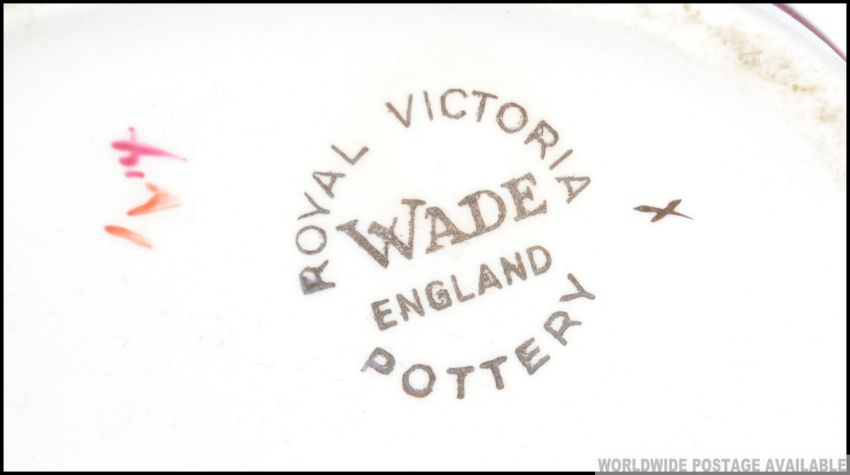 ROYAL VICTORIA
WADE
ENGLAND
POTTERY
WORLDWIDE POSTAGE AVAILABLE